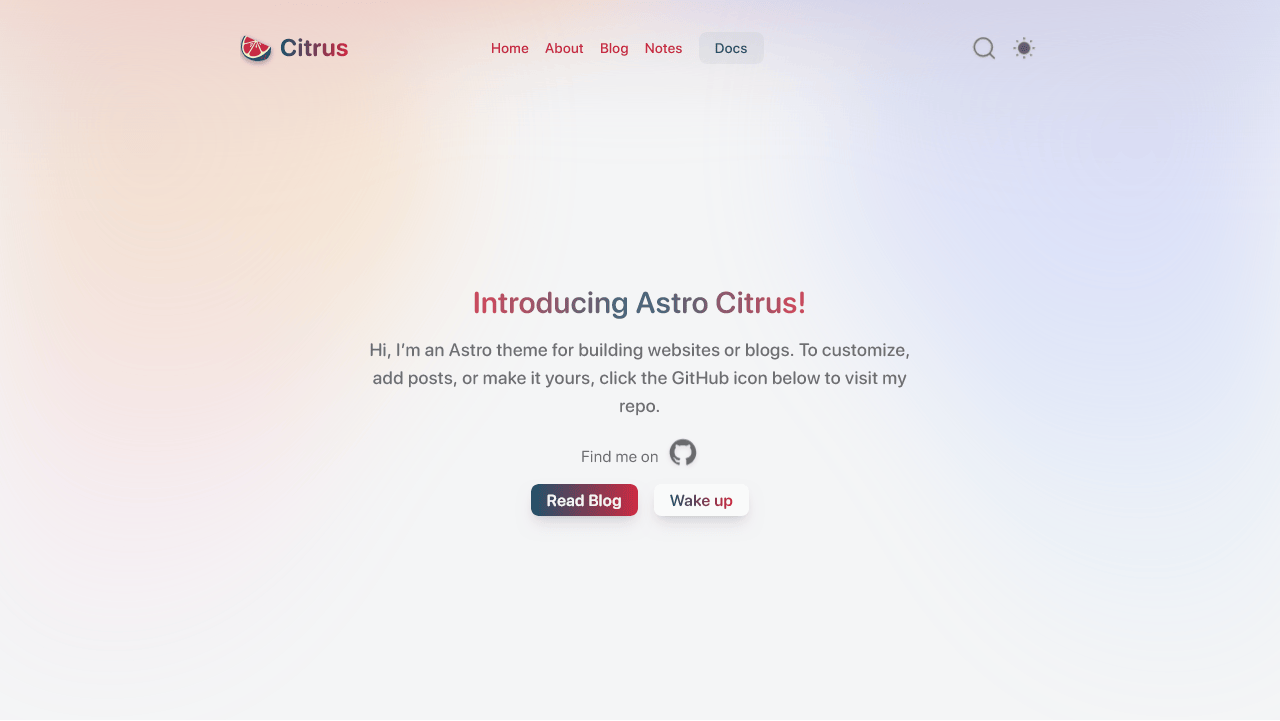 Citrus
Home About Blog Notes Docs
Introducing Astro Citrus!
Hi, I’m an Astro theme for building websites or blogs. To customize,
add posts, or make it yours, click the GitHub icon below to visit my
repo.
Find me on
Read Blog Wake up